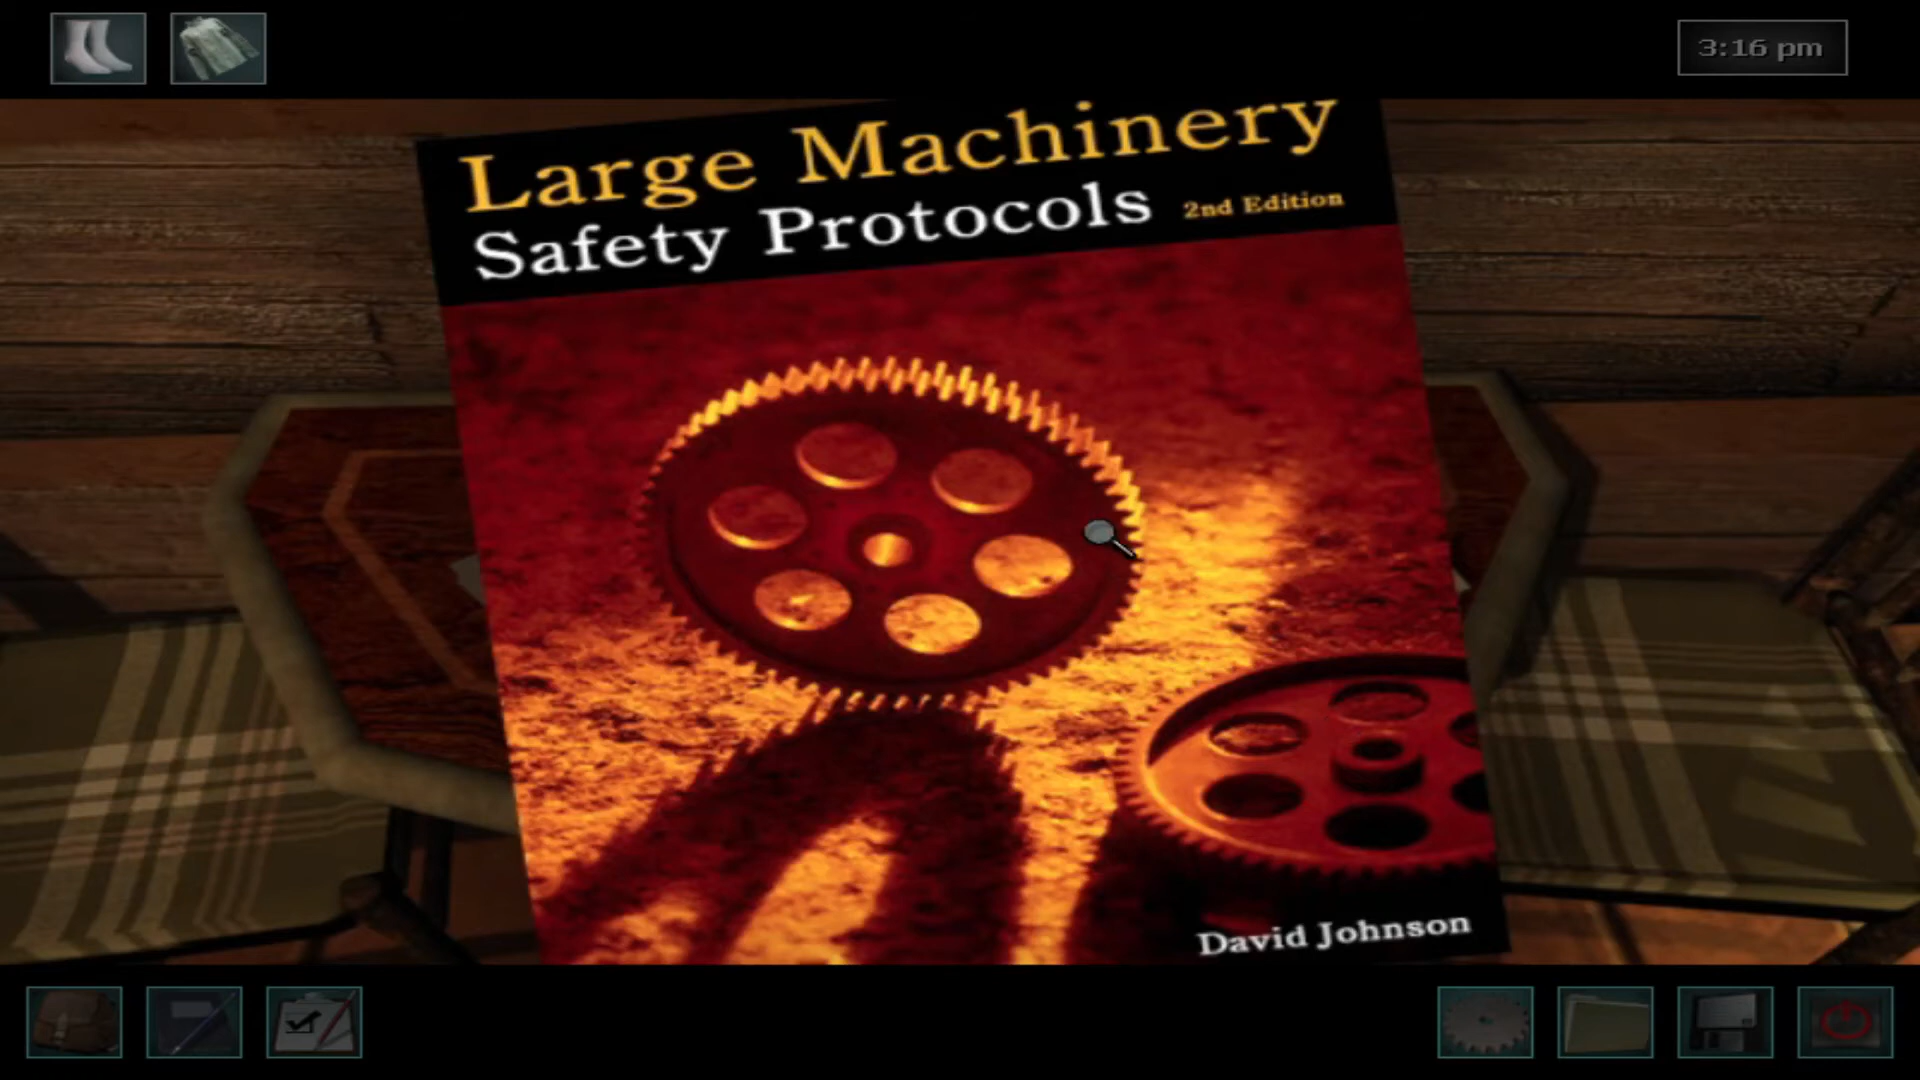 3:16 pm
Large Machinery
Safety Protocols 2nd Edition
David Johnson